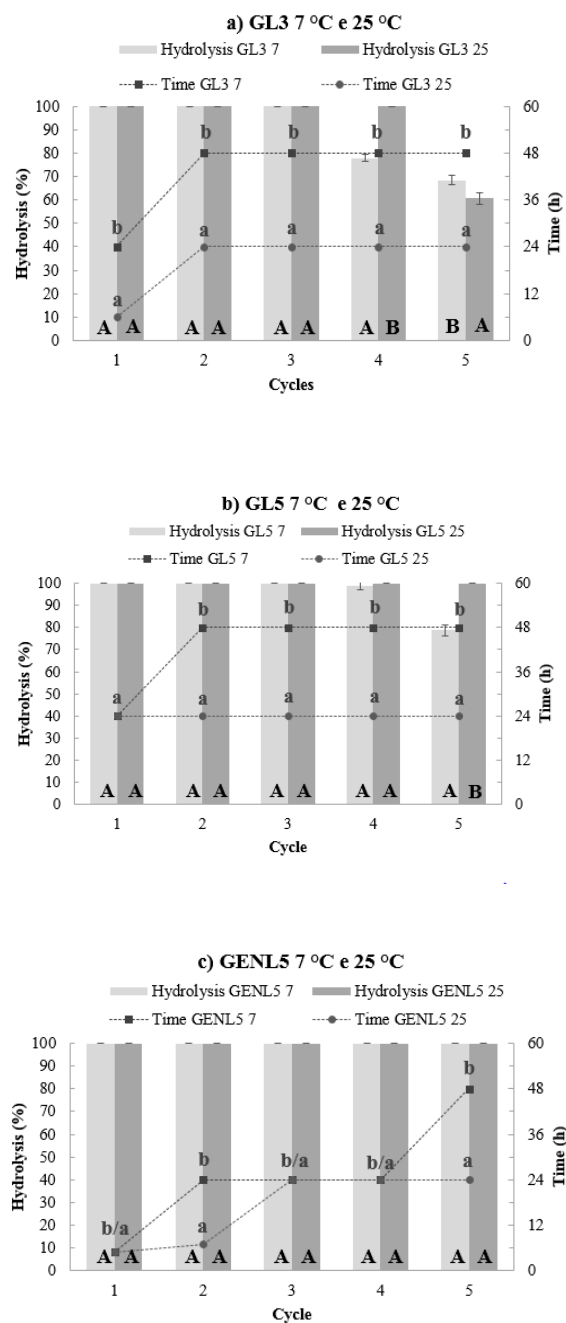 a) GL3 7 °C e 25 °C
Hydrolysis GL3 7 Hydrolysis GL3 25
Time GL3 7 Time GL3 25
100 60
90
80 b b b b 48
70
60 36
50
40 b a a a a 24
30
20 12
10 a
0 A A A A A A A B B A 0
1 2 3 4 5
Hydrolysis (%)
Time (h)
Cycles
b) GL5 7 °C e 25 °C
Hydrolysis GL5 7 Hydrolysis GL5 25
Time GL5 7 Time GL5 25
100 60
90
80 b b b b 48
70
60 36
50
40 a a a a a 24
30
20 12
10
0 A A A A A A A A A B 0
1 2 3 4 5
Hydrolysis (%)
Time (h)
Cycle
c) GENL5 7 °C e 25 °C
Hydrolysis GENL5 7 Hydrolysis GENL5 25
Time GENL5 7 Time GENL5 25
100 60
90
80 b 48
70
60 36
50
40 b b/a b/a a 24
30
20 b/a a 12
10
0 A A A A A A A A A A 0
1 2 3 4 5
Hydrolysis (%)
Time (h)
Cycle